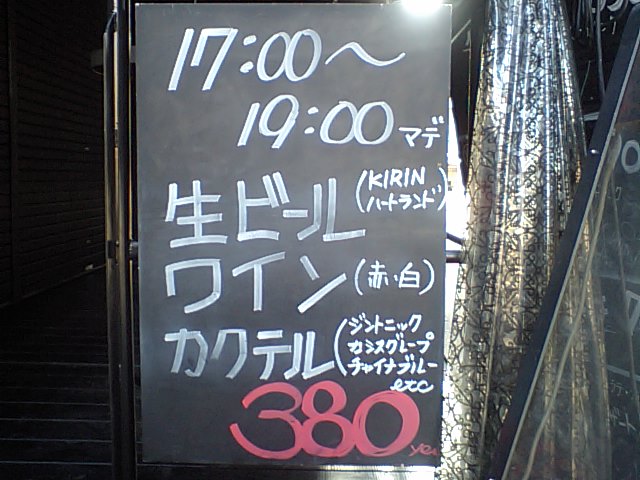 17:00〜
19:00マデ
生ビール(KIRIN ハートランド)
ワイン(赤・白)
カクテル(ジントニック
カシスグレープ
チャイナブルー
etc
380yen